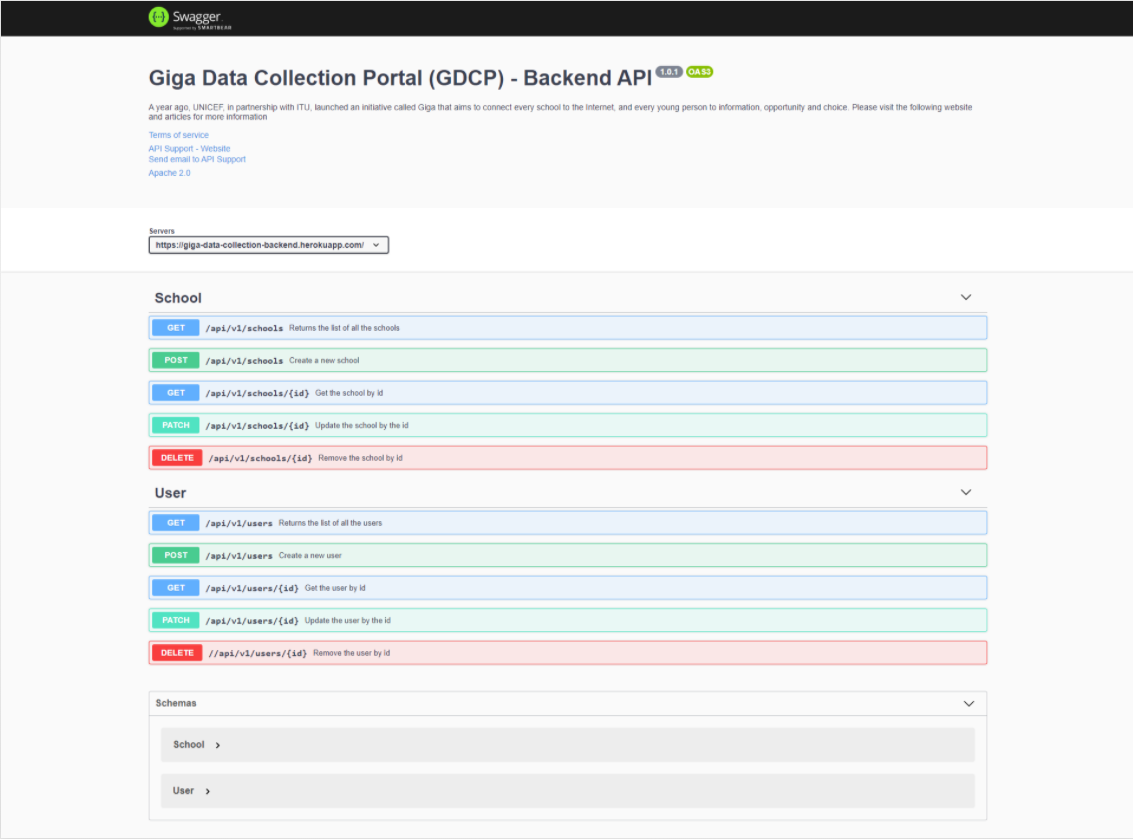 Swagger
Supported by SMARTBEAR
Giga Data Collection Portal (GDCP) - Backend API 1.0.1 OAS3
A year ago, UNICEF, in partnership with ITU, launched an initiative called Giga that aims to connect every school to the Internet, and every young person to information, opportunity and choice. Please visit the following website
and articles for more information
Terms of service
API Support - Website
Send email to API Support
Apache 2.0
Servers
https://giga-data-collection-backend.herokuapp.com/
School
GET /api/v1/schools Returns the list of all the schools
POST /api/v1/schools Create a new school
GET /api/v1/schools/{id} Get the school by id
PATCH /api/v1/schools/{id} Update the school by the id
DELETE /api/v1/schools/{id} Remove the school by id
User
GET /api/v1/users Returns the list of all the users
POST /api/v1/users Create a new user
GET /api/v1/users/{id} Get the user by id
PATCH /api/v1/users/{id} Update the user by the id
DELETE //api/v1/users/{id} Remove the user by id
Schemas
School
User